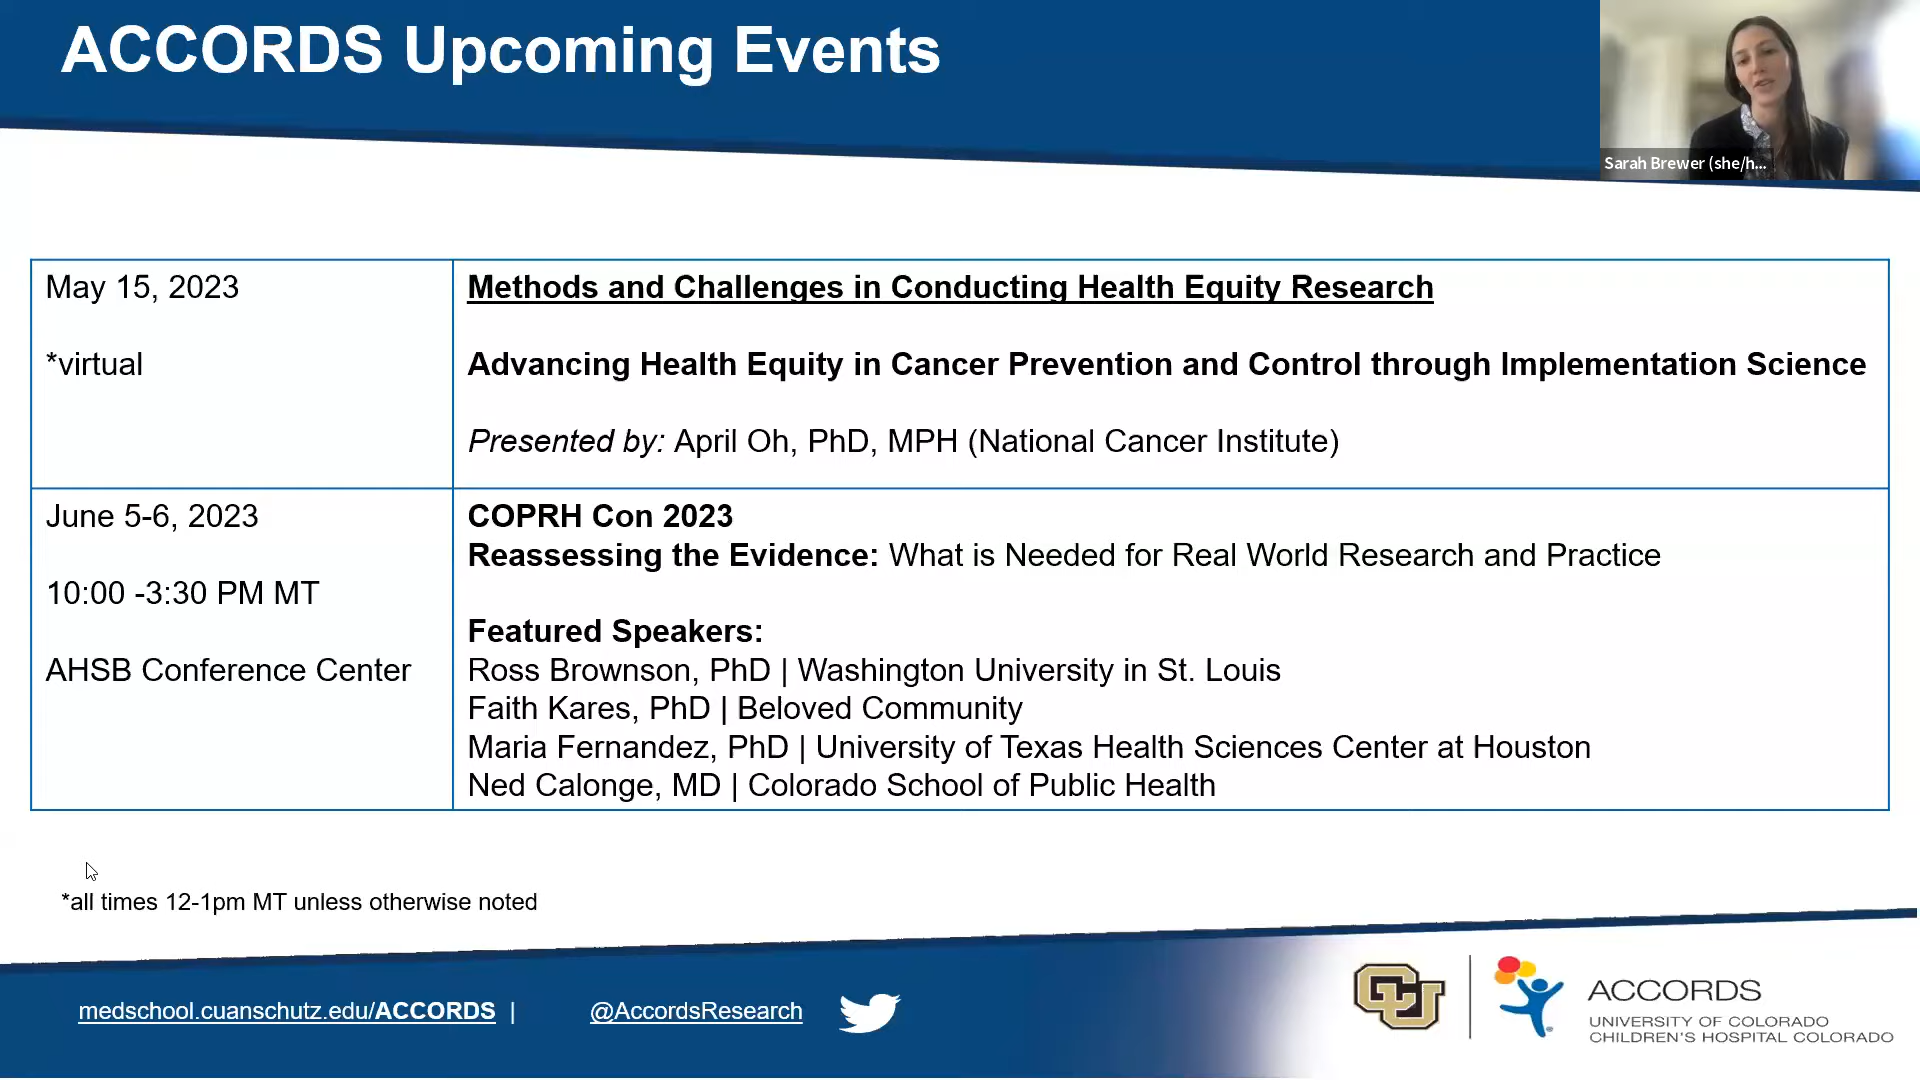 ACCORDS Upcoming Events
Sarah Brewer (she/h...
May 15, 2023
*virtual
Methods and Challenges in Conducting Health Equity Research
Advancing Health Equity in Cancer Prevention and Control through Implementation Science
Presented by: April Oh, PhD, MPH (National Cancer Institute)
June 5-6, 2023
10:00 -3:30 PM MT
AHSB Conference Center
COPRH Con 2023
Reassessing the Evidence: What is Needed for Real World Research and Practice
Featured Speakers:
Ross Brownson, PhD | Washington University in St. Louis
Faith Kares, PhD | Beloved Community
Maria Fernandez, PhD | University of Texas Health Sciences Center at Houston
Ned Calonge, MD | Colorado School of Public Health
*all times 12-1pm MT unless otherwise noted
medschool.cuanschutz.edu/ACCORDS |
@AccordsResearch
CU
ACCORDS
UNIVERSITY OF COLORADO
CHILDREN'S HOSPITAL COLORADO